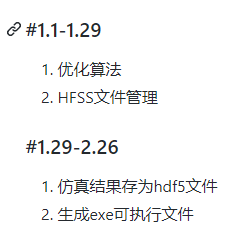 #1.1-1.29
1. 优化算法
2. HFSS文件管理
#1.29-2.26
1. 仿真结果存为hdf5文件
2. 生成exe可执行文件